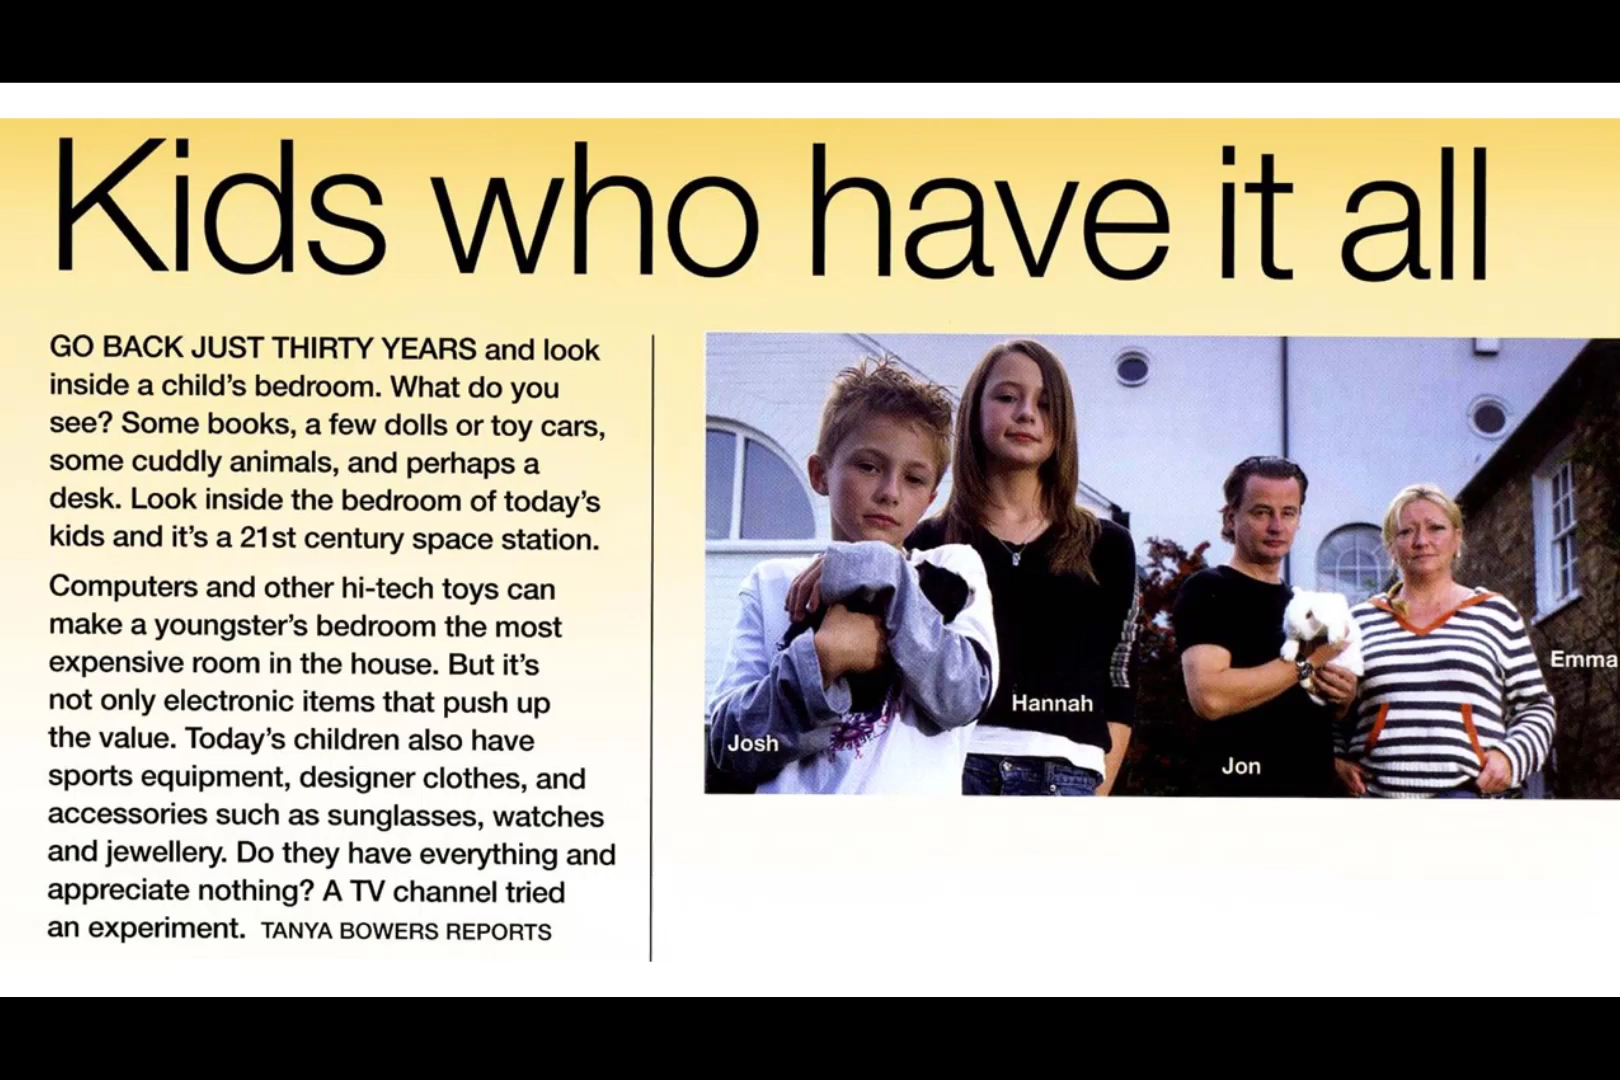 Kids who have it all
GO BACK JUST THIRTY YEARS and look
inside a child's bedroom. What do you
see? Some books, a few dolls or toy cars,
some cuddly animals, and perhaps a
desk. Look inside the bedroom of today's
kids and it's a 21st century space station.
Computers and other hi-tech toys can
make a youngster's bedroom the most
expensive room in the house. But it's
not only electronic items that push up
the value. Today's children also have
sports equipment, designer clothes, and
accessories such as sunglasses, watches
and jewellery. Do they have everything and
appreciate nothing? A TV channel tried
an experiment. TANYA BOWERS REPORTS
Josh
Hannah
Jon
Emma